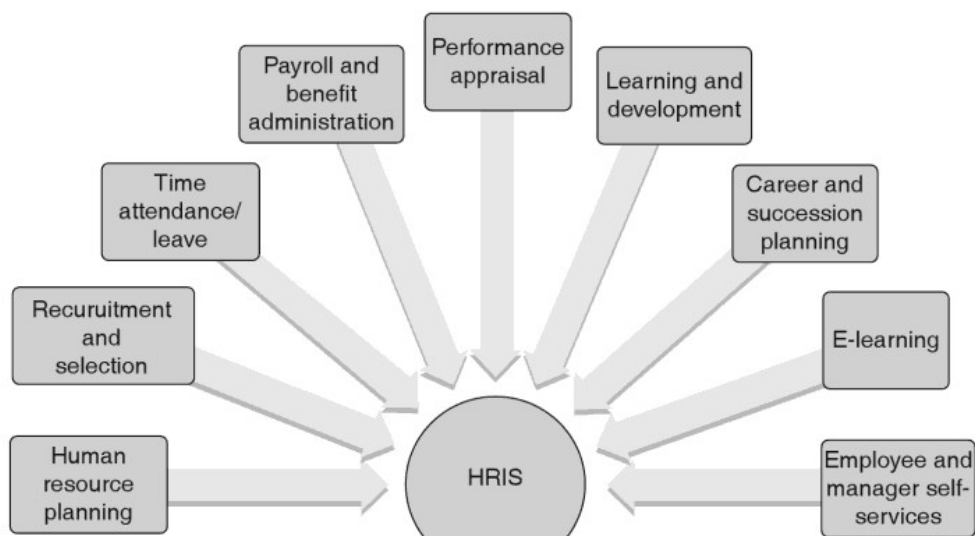 Performance
appraisal
Payroll and
benefit
administration
Learning and
development
Time
attendance/
leave
Career and
succession
planning
Recuruitment
and
selection
E-learning
Human
resource
planning
HRIS
Employee and
manager self-
services